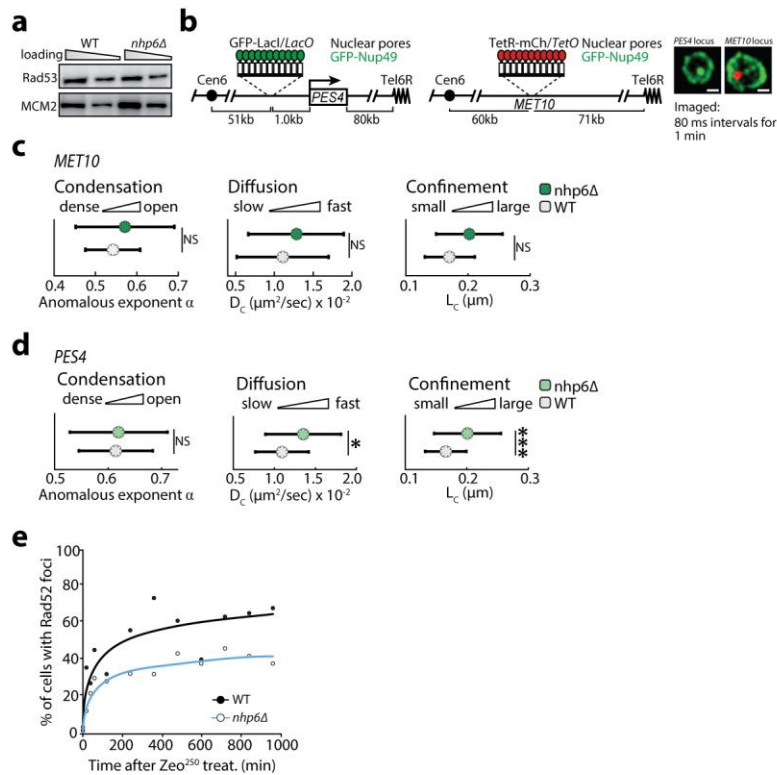 a
loading WT nhp6Δ
Rad53
MCM2
b
GFP-LacI/LacO
Nuclear pores
GFP-Nup49
Cen6
PES4
Tel6R
51kb 1.0kb 80kb
TetR-mCh/TetO
Nuclear pores
GFP-Nup49
Cen6
Tel6R
MET10
60kb 71kb
PES4 locus MET10 locus
Imaged:
80 ms intervals for
1 min
c
MET10
Condensation
dense open
NS
0.4 0.5 0.6 0.7
Anomalous exponent α
Diffusion
slow fast
NS
0.5 1.0 1.5 2.0
DC (µm²/sec) x 10-2
Confinement
small large
NS
0.1 0.2 0.3
LC (µm)
nhp6Δ
WT
d
PES4
Condensation
dense open
NS
0.5 0.6 0.7
Anomalous exponent α
Diffusion
slow fast
*
0.5 1.0 1.5 2.0
DC (µm²/sec) x 10-2
Confinement
small large
***
0.1 0.2 0.3
LC (µm)
nhp6Δ
WT
e
% of cells with Rad52 foci
100
80
60
40
20
0
WT
nhp6Δ
0 200 400 600 800 1000
Time after Zeo250 treat. (min)